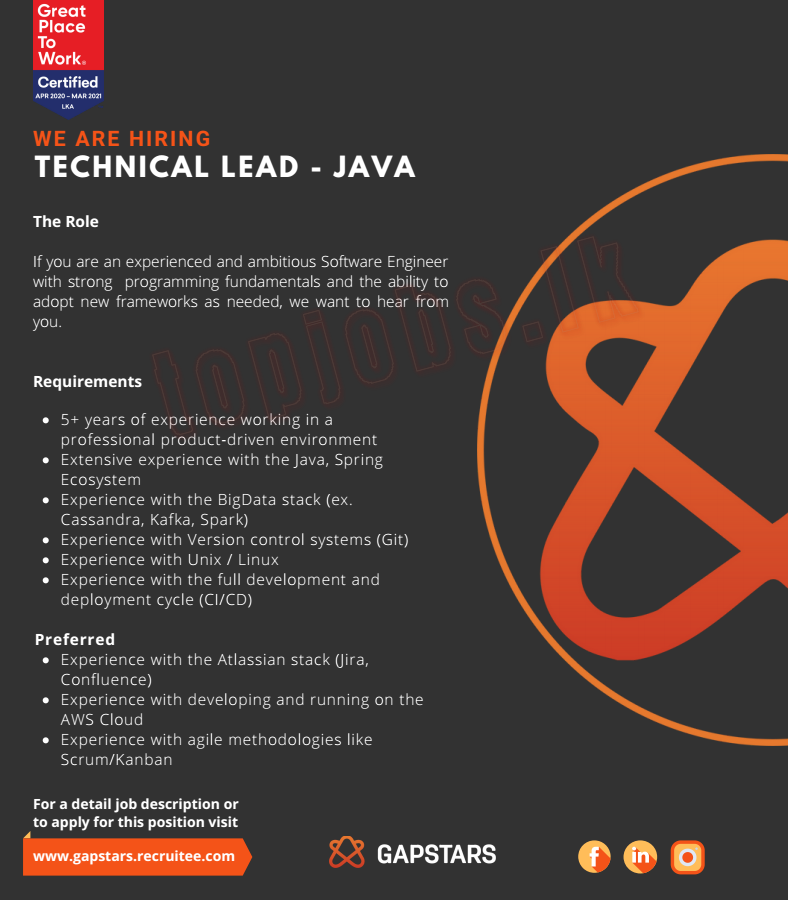 Great
Place
To
Work®
Certified
APR 2020 – MAR 2021
LKA
WE ARE HIRING
TECHNICAL LEAD - JAVA
The Role
If you are an experienced and ambitious Software Engineer
with strong programming fundamentals and the ability to
adopt new frameworks as needed, we want to hear from
you.
topjobs.lk
Requirements
• 5+ years of experience working in a
professional product-driven environment
• Extensive experience with the Java, Spring
Ecosystem
• Experience with the BigData stack (ex.
Cassandra, Kafka, Spark)
• Experience with Version control systems (Git)
• Experience with Unix / Linux
• Experience with the full development and
deployment cycle (CI/CD)
Preferred
• Experience with the Atlassian stack (Jira,
Confluence)
• Experience with developing and running on the
AWS Cloud
• Experience with agile methodologies like
Scrum/Kanban
For a detail job description or
to apply for this position visit
www.gapstars.recruitee.com
GAPSTARS
f
in